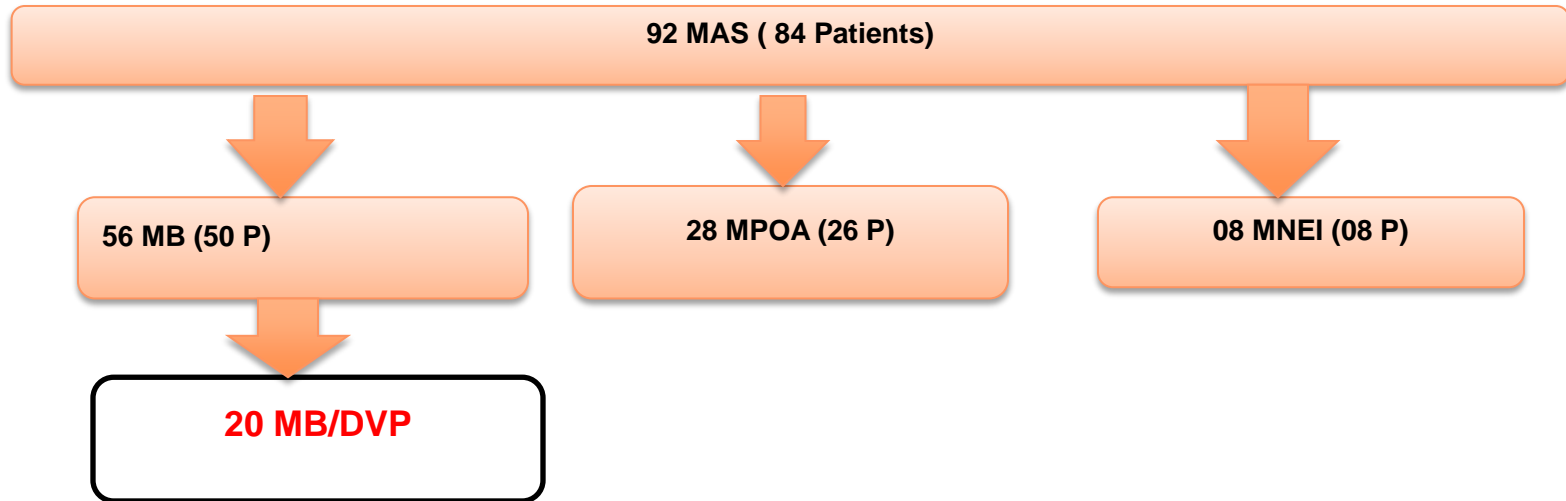 92 MAS ( 84 Patients)
56 MB (50 P)
28 MPOA (26 P)
08 MNEI (08 P)
20 MB/DVP